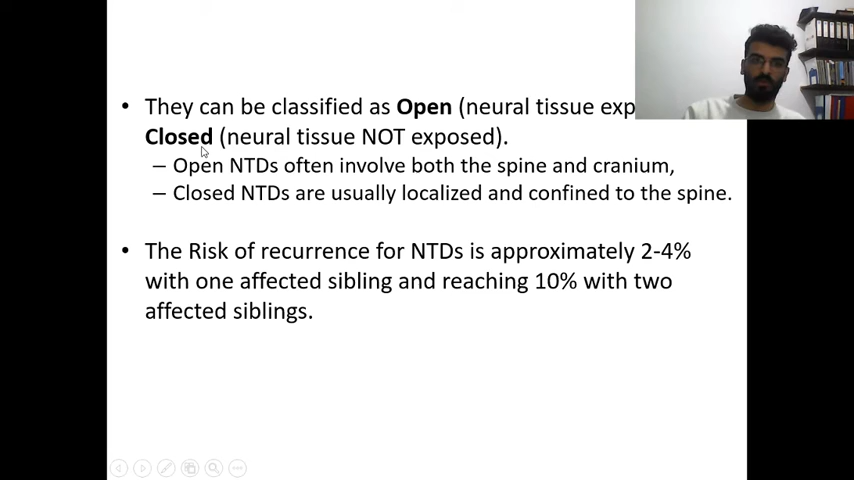 • They can be classified as Open (neural tissue exp
Closed (neural tissue NOT exposed).
– Open NTDs often involve both the spine and cranium,
– Closed NTDs are usually localized and confined to the spine.
• The Risk of recurrence for NTDs is approximately 2-4%
with one affected sibling and reaching 10% with two
affected siblings.